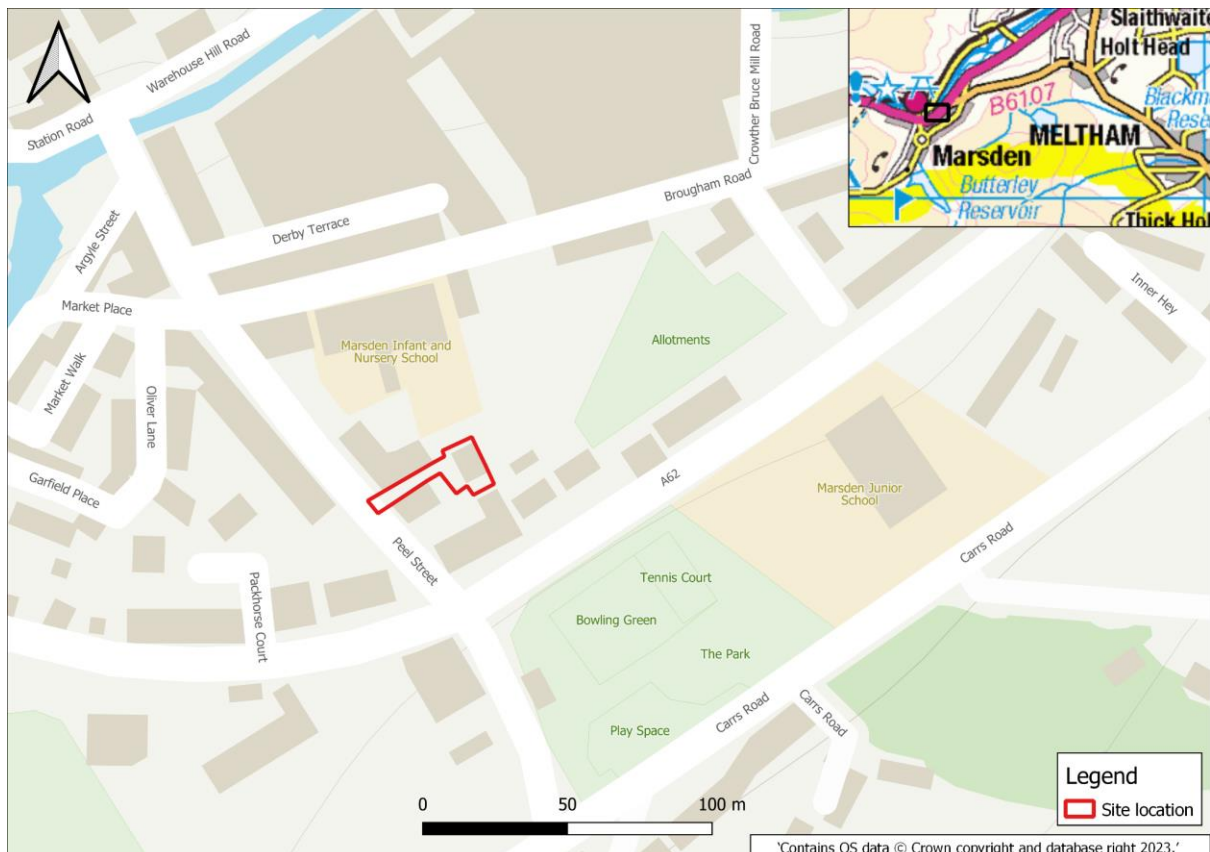 Slaithwaite
Holt Head
B6107
MELTHAM
Marsden
Butterley
Reservoir
Thick Hol
Warehouse Hill Road
Station Road
Crowther Bruce Mill Road
Brougham Road
Derby Terrace
Argyle Street
Market Place
Market Walk
Oliver Lane
Garfield Place
Marsden Infant and
Nursery School
Allotments
Inner Hey
A62
Marsden Junior
School
Peel Street
Packhorse Court
Carrs Road
Tennis Court
Bowling Green
The Park
Play Space
Carrs Road
Carrs Road
0 50 100 m
Legend
Site location
'Contains OS data © Crown copyright and database right 2023.'